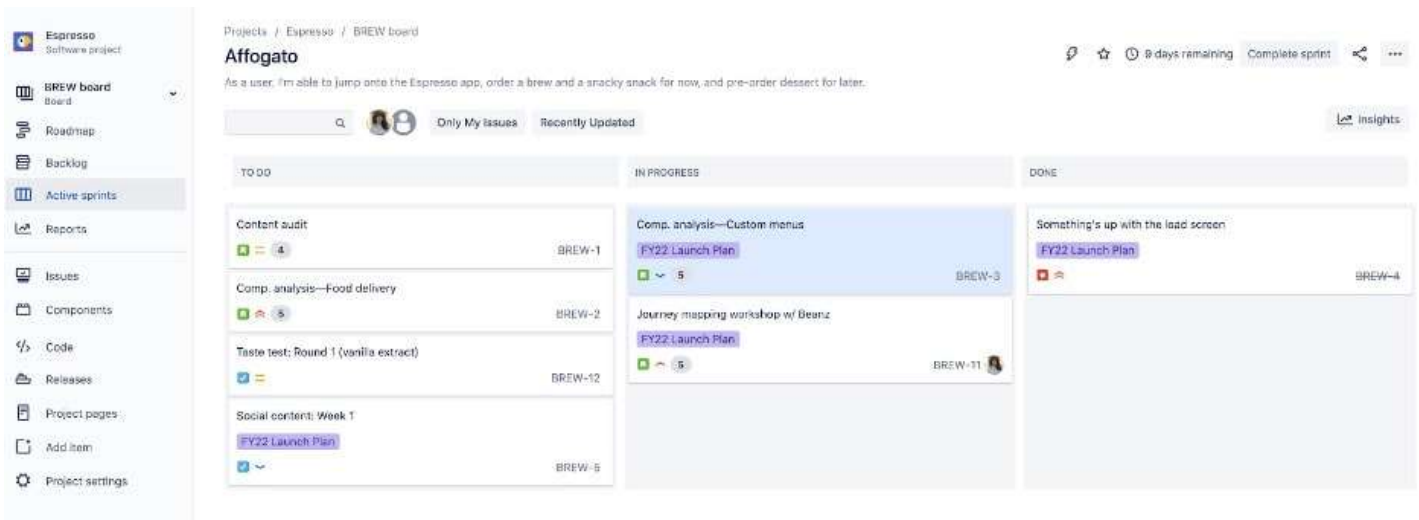 Espresso
Software project
BREW board
Board
Roadmap
Backlog
Active sprints
Reports
Issues
Components
Code
Releases
Project pages
Add item
Project settings
Projects / Espresso / BREW board
Affogato
9 days remaining
Complete sprint
As a user, I'm able to jump onto the Espresso app, order a brew and a snacky snack for now, and pre-order dessert for later.
Only My Issues
Recently Updated
Insights
TO DO
Content audit
4
BREW-1
Comp. analysis—Food delivery
5
BREW-2
Taste test: Round 1 (vanilla extract)
BREW-12
Social content: Week 1
FY22 Launch Plan
BREW-5
IN PROGRESS
Comp. analysis—Custom menus
FY22 Launch Plan
5
BREW-3
Journey mapping workshop w/ Beanz
FY22 Launch Plan
5
BREW-11
DONE
Something's up with the load screen
FY22 Launch Plan
BREW-4